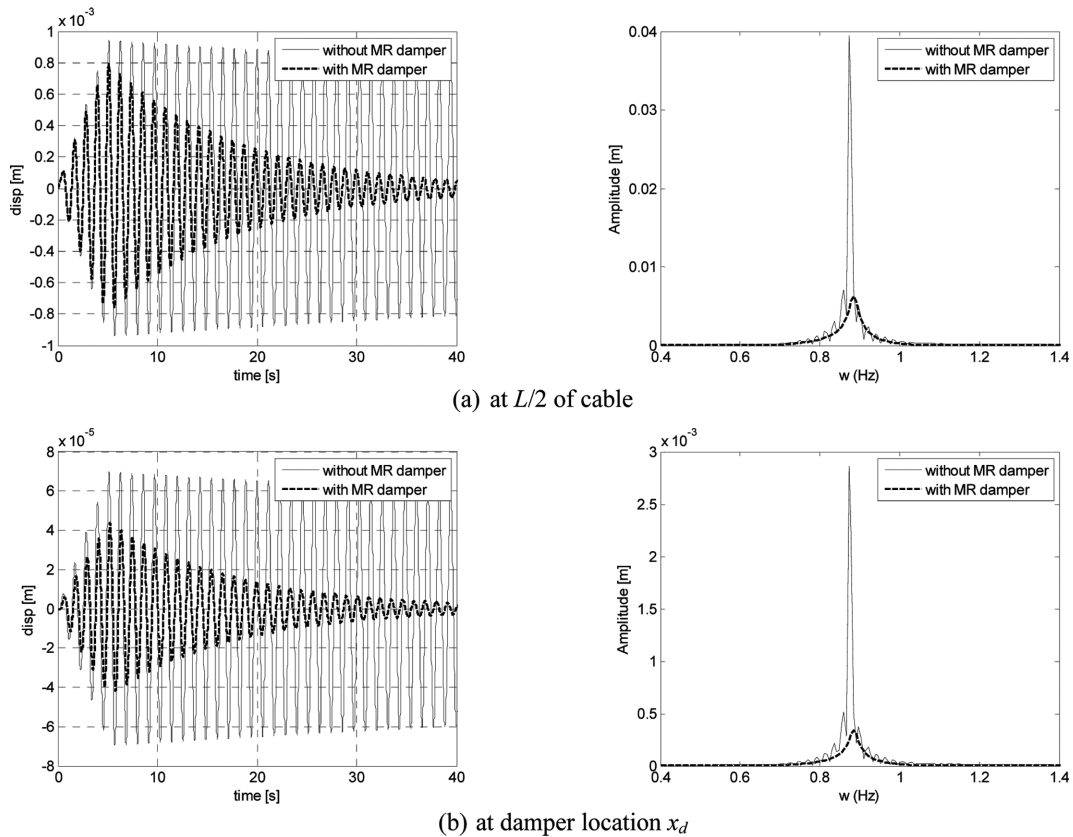 x 10⁻³
1
0.8
0.6
0.4
0.2
0
-0.2
-0.4
-0.6
-0.8
-1
disp [m]
0 10 20 30 40
time [s]
without MR damper
with MR damper
0.04
0.03
0.02
0.01
0
Amplitude [m]
0.4 0.6 0.8 1 1.2 1.4
w (Hz)
without MR damper
with MR damper
(a) at L/2 of cable
x 10⁻⁵
8
6
4
2
0
-2
-4
-6
-8
disp [m]
0 10 20 30 40
time [s]
without MR damper
with MR damper
x 10⁻³
3
2.5
2
1.5
1
0.5
0
Amplitude [m]
0.4 0.6 0.8 1 1.2 1.4
w (Hz)
without MR damper
with MR damper
(b) at damper location x_d